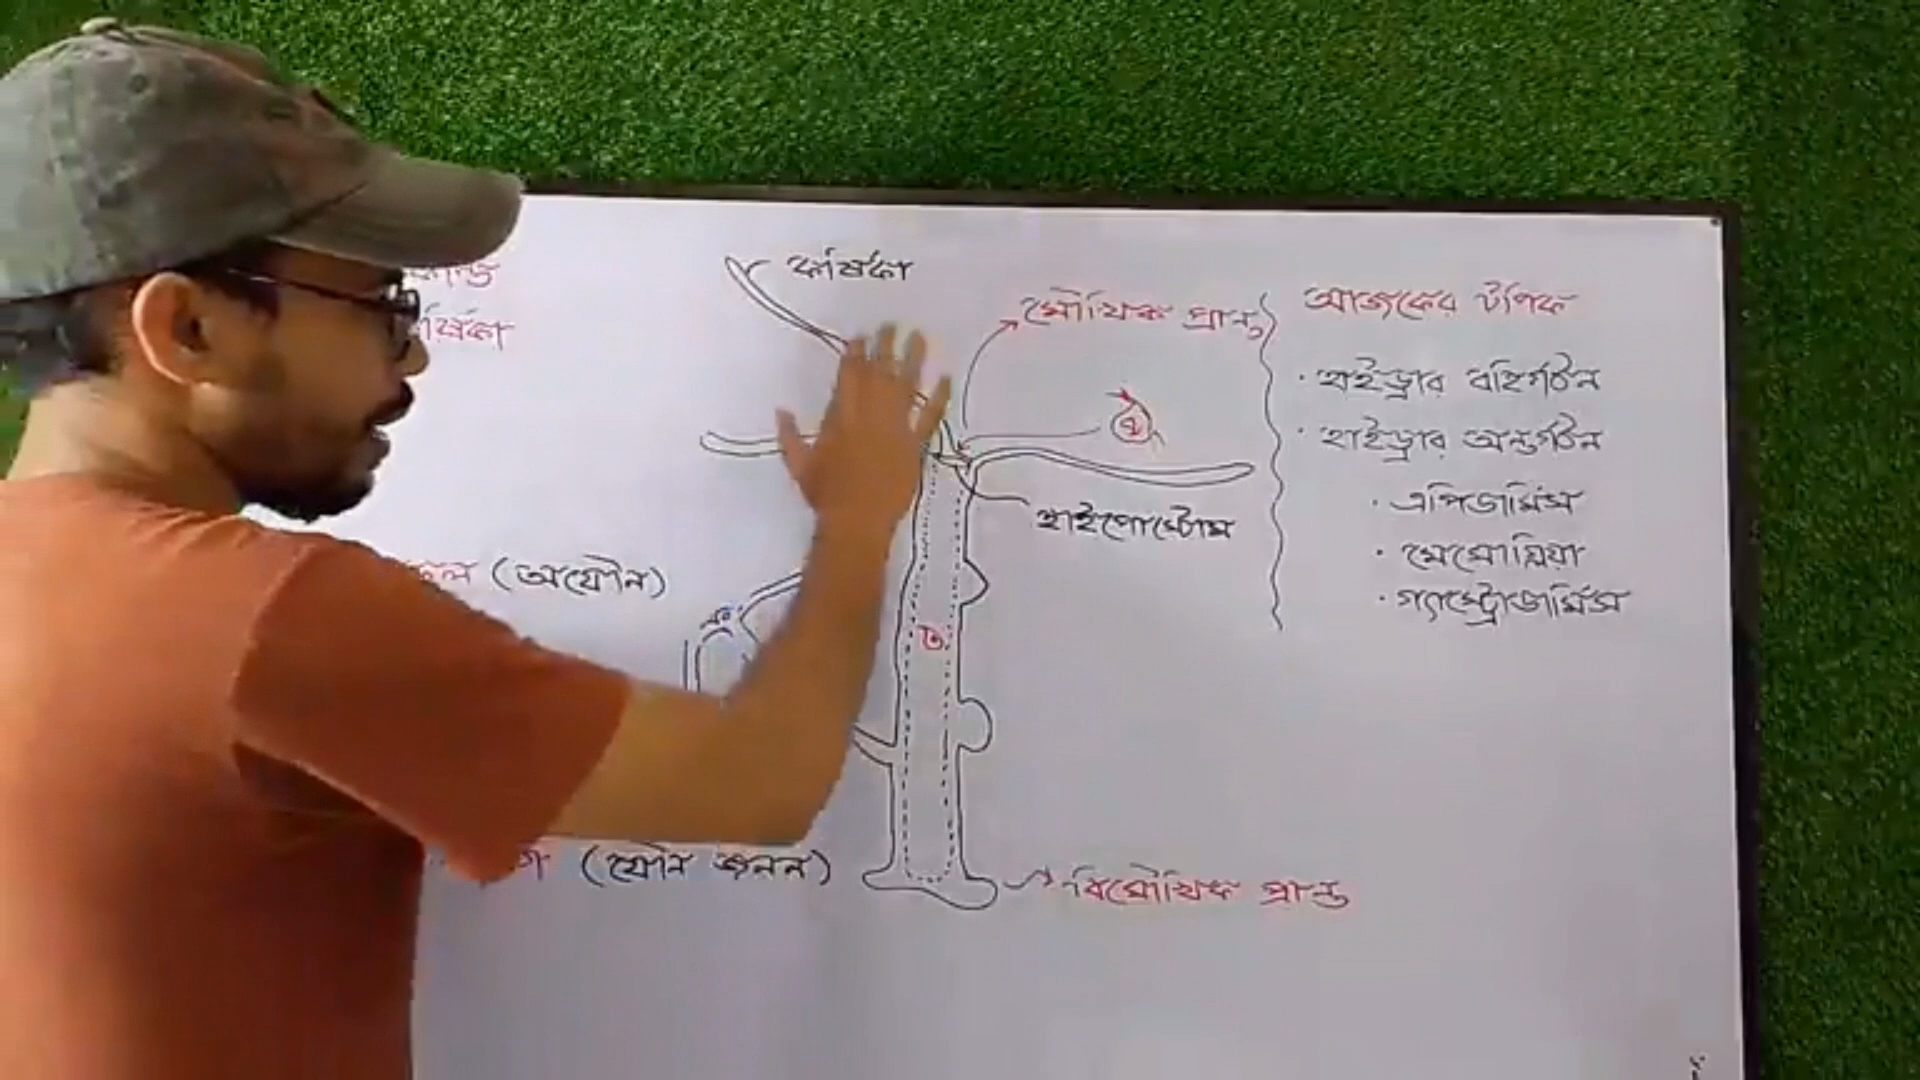 কর্ষিকা
মৌখিক প্রান্ত
হাইপোস্টোম
(অযৌন)
(যৌন জনন)
বিমৌখিক প্রান্ত
আজকের টপিক
· হাইড্রার বহির্গঠন
· হাইড্রার অন্তর্গঠন
· এপিডার্মিস
· মেসোগ্লিয়া
· গ্যাস্ট্রোডার্মিস